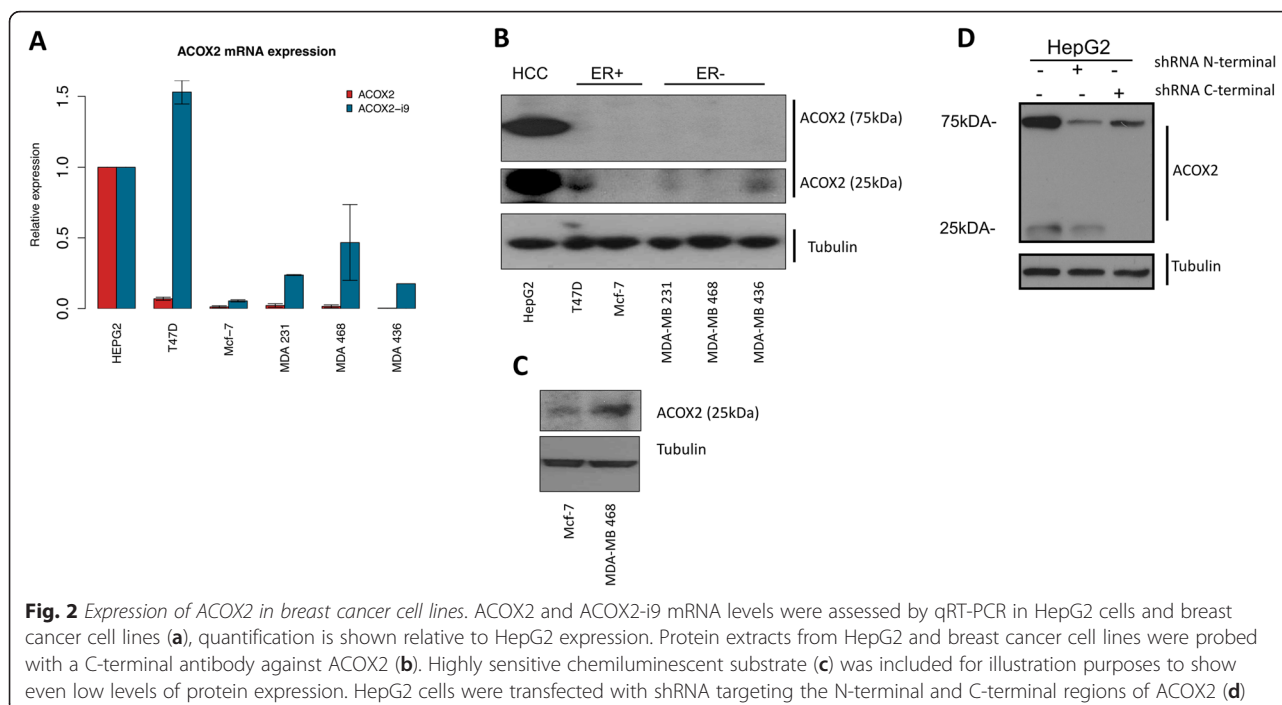 A
ACOX2 mRNA expression
ACOX2
ACOX2-i9
Relative expression
1.5
1.0
0.5
0.0
HEPG2
T47D
Mcf-7
MDA 231
MDA 468
MDA 436
B
HCC
ER+
ER-
ACOX2 (75kDa)
ACOX2 (25kDa)
Tubulin
HepG2
T47D
Mcf-7
MDA-MB 231
MDA-MB 468
MDA-MB 436
C
ACOX2 (25kDa)
Tubulin
Mcf-7
MDA-MB 468
D
HepG2
- + - shRNA N-terminal
- - + shRNA C-terminal
75kDA-
ACOX2
25kDA-
Tubulin
Fig. 2 Expression of ACOX2 in breast cancer cell lines. ACOX2 and ACOX2-i9 mRNA levels were assessed by qRT-PCR in HepG2 cells and breast
cancer cell lines (a), quantification is shown relative to HepG2 expression. Protein extracts from HepG2 and breast cancer cell lines were probed
with a C-terminal antibody against ACOX2 (b). Highly sensitive chemiluminescent substrate (c) was included for illustration purposes to show
even low levels of protein expression. HepG2 cells were transfected with shRNA targeting the N-terminal and C-terminal regions of ACOX2 (d)